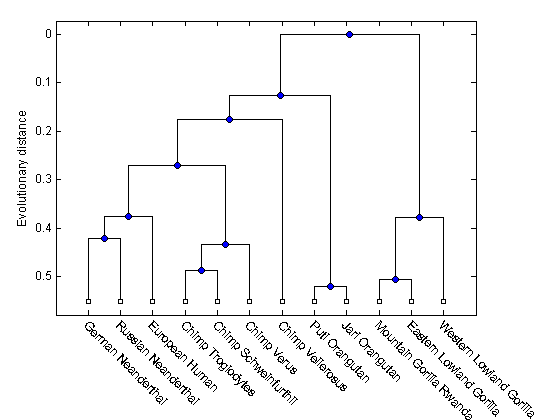 0
0.1
0.2
0.3
0.4
0.5
Evolutionary distance
German Neanderthal
Russian Neanderthal
European Human
Chimp Troglodytes
Chimp Schweinfurthii
Chimp Verus
Chimp Vellerosus
Puti Orangutan
Jari Orangutan
Mountain Gorilla Rwanda
Eastern Lowland Gorilla
Western Lowland Gorilla